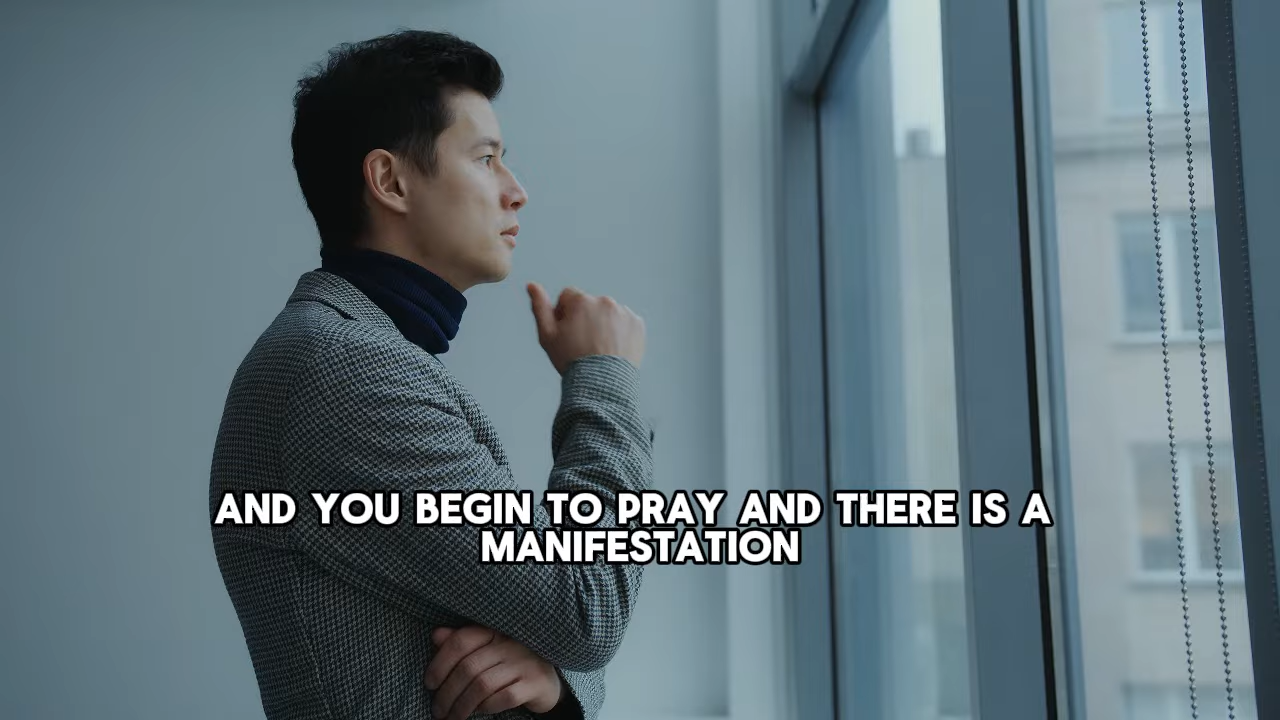 AND YOU BEGIN TO PRAY AND THERE IS A
MANIFESTATION